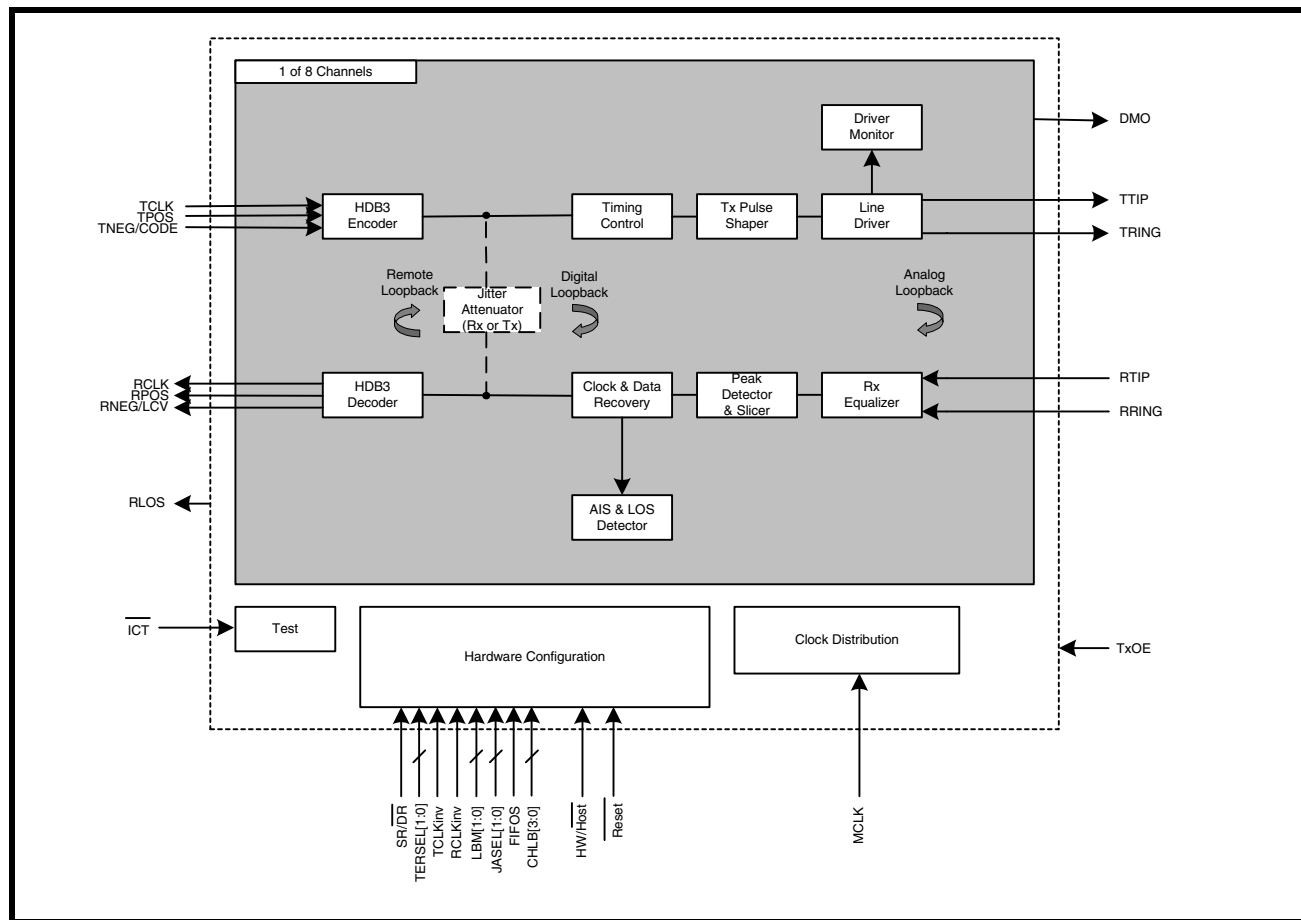 1 of 8 Channels
Driver
Monitor
DMO
TCLK
TPOS
TNEG/CODE
HDB3
Encoder
Timing
Control
Tx Pulse
Shaper
Line
Driver
TTIP
TRING
Remote
Loopback
Jitter
Attenuator
(Rx or Tx)
Digital
Loopback
Analog
Loopback
RCLK
RPOS
RNEG/LCV
HDB3
Decoder
Clock & Data
Recovery
Peak
Detector
& Slicer
Rx
Equalizer
RTIP
RRING
RLOS
AIS & LOS
Detector
ICT
Test
Hardware Configuration
Clock Distribution
TxOE
SR/DR
TERSEL[1:0]
TCLKinv
RCLKinv
LBM[1:0]
JASEL[1:0]
FIFOS
CHLB[3:0]
HW/Host
Reset
MCLK